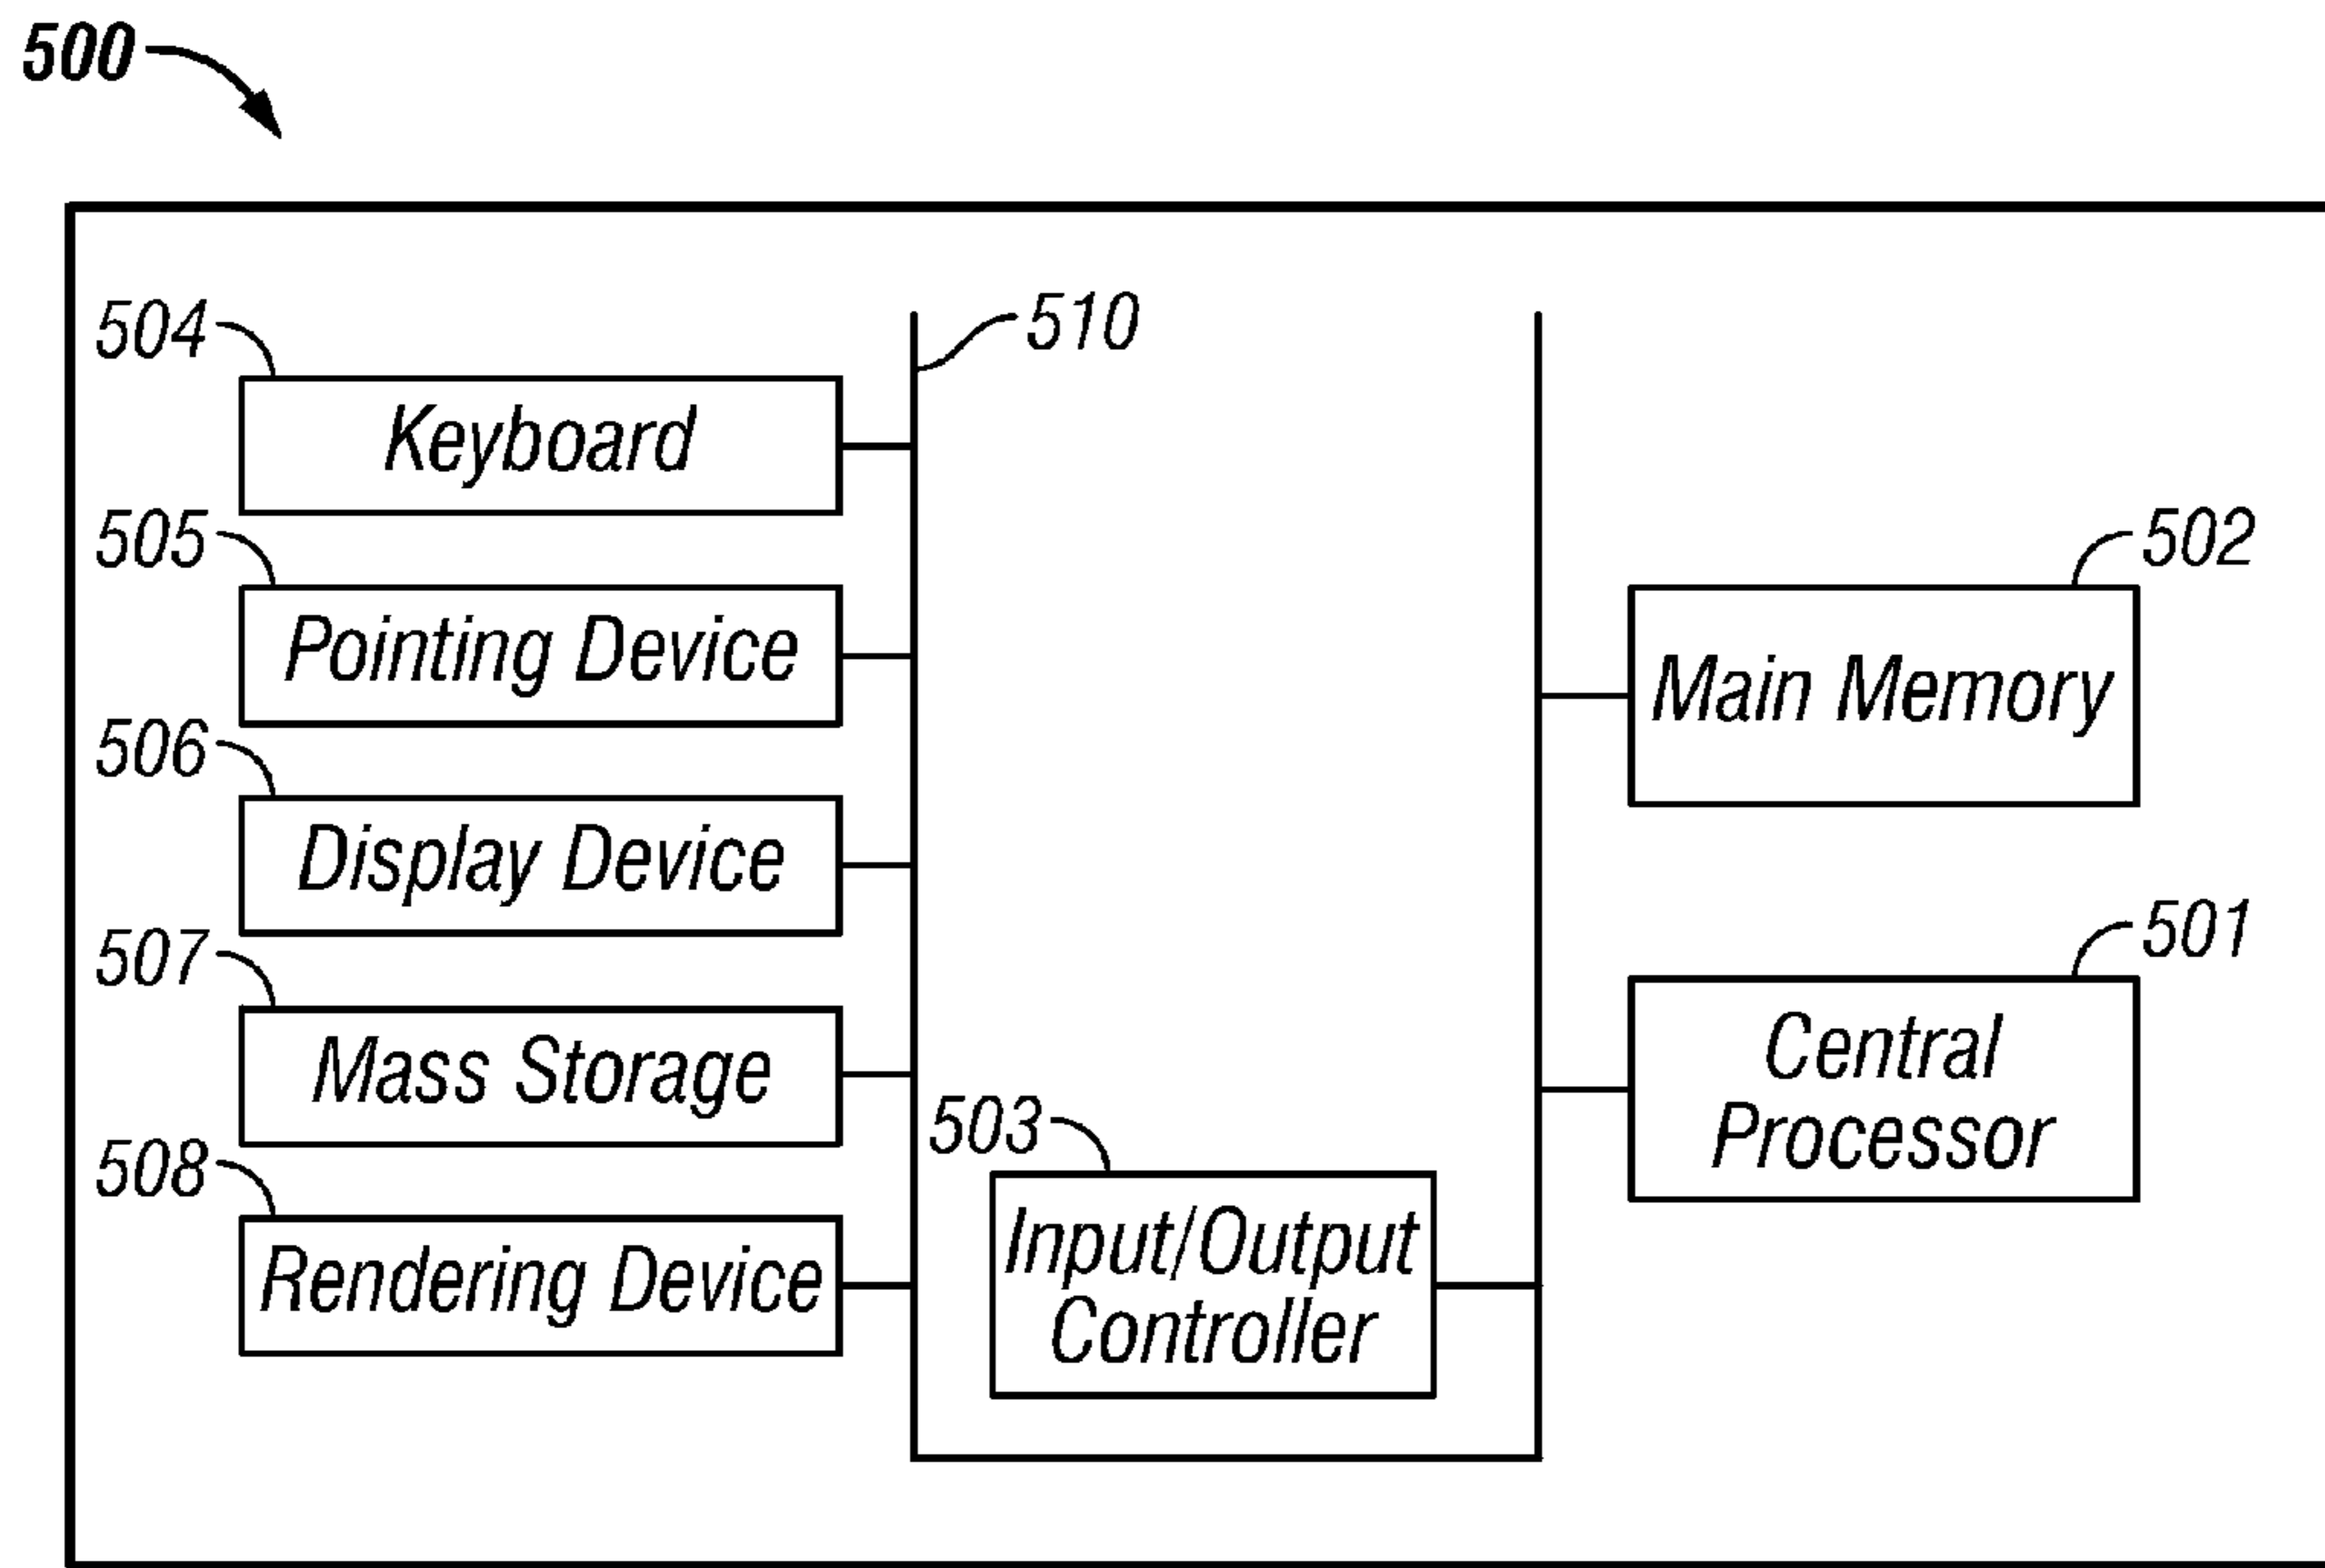 500
504
510
Keyboard
505
502
Pointing Device
Main Memory
506
Display Device
507
501
Mass Storage
Central
Processor
503
508
Input/Output
Controller
Rendering Device